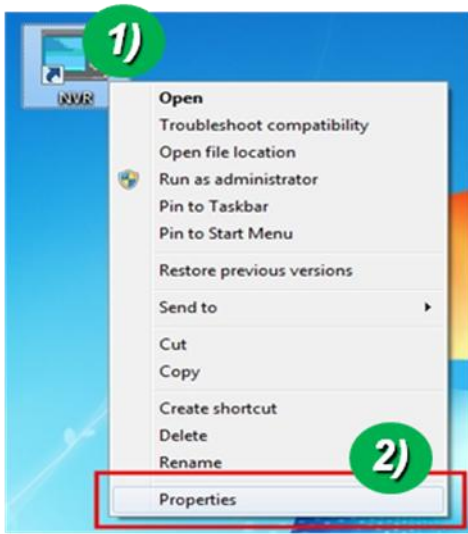 1)
NVR
Open
Troubleshoot compatibility
Open file location
Run as administrator
Pin to Taskbar
Pin to Start Menu
Restore previous versions
Send to
Cut
Copy
Create shortcut
Delete
Rename
2)
Properties